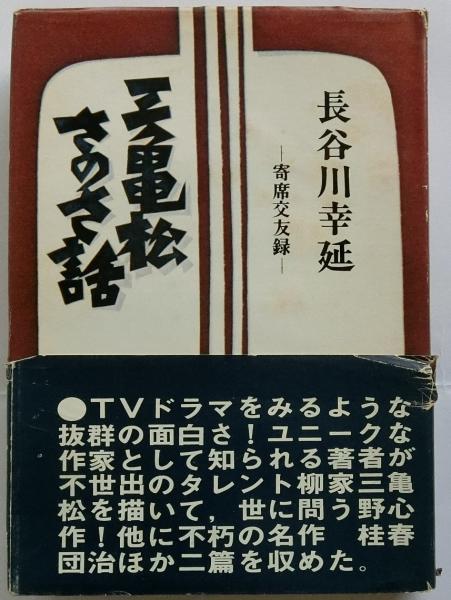 長谷川幸延
―寄席交友録―
三亀松
さのさ話
●TVドラマをみるような
抜群の面白さ!ユニークな
作家として知られる著者が
不世出のタレント柳家三亀
松を描いて,世に問う野心
作!他に不朽の名作 桂春
団治ほか二篇を収めた。